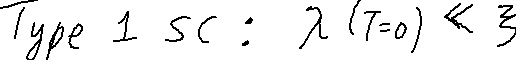 Type 1 SC : λ (T=0) ≪ ξ